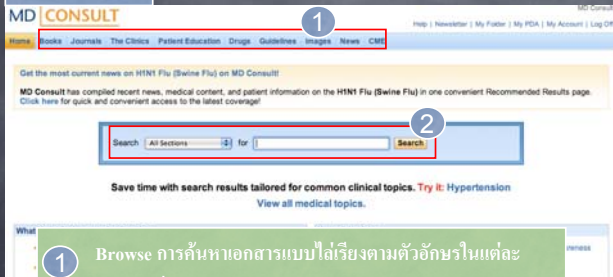 MD Consult
MD CONSULT
Help | Newsletter | My Folder | My PDA | My Account | Log Off
1
Home Books Journals The Clinics Patient Education Drugs Guidelines Images News CME
Get the most current news on H1N1 Flu (Swine Flu) on MD Consult!
MD Consult has compiled recent news, medical content, and patient information on the H1N1 Flu (Swine Flu) in one convenient Recommended Results page.
Click here for quick and convenient access to the latest coverage!
2
Search All Sections for Search
Save time with search results tailored for common clinical topics. Try it: Hypertension
View all medical topics.
What
1 Browse การค้นหาเอกสารแบบไล่เรียงตามตัวอักษรในแต่ละ